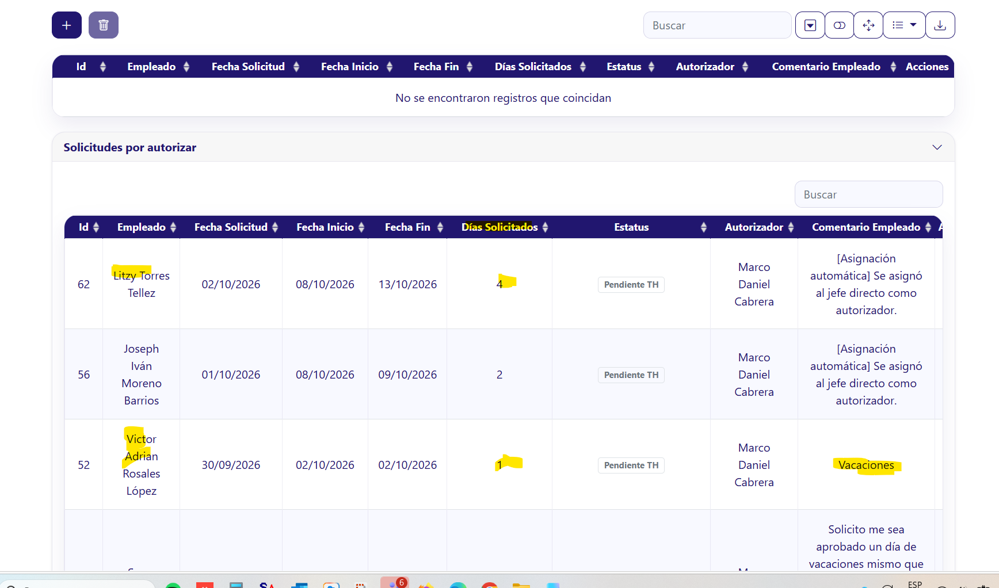 Buscar
Id Empleado Fecha Solicitud Fecha Inicio Fecha Fin Días Solicitados Estatus Autorizador Comentario Empleado Acciones
No se encontraron registros que coincidan
Solicitudes por autorizar
Buscar
Id Empleado Fecha Solicitud Fecha Inicio Fecha Fin Días Solicitados Estatus Autorizador Comentario Empleado
62 Litzy Torres Tellez 02/10/2026 08/10/2026 13/10/2026 4 Pendiente TH Marco Daniel Cabrera [Asignación automática] Se asignó al jefe directo como autorizador.
56 Joseph Iván Moreno Barrios 01/10/2026 08/10/2026 09/10/2026 2 Pendiente TH Marco Daniel Cabrera [Asignación automática] Se asignó al jefe directo como autorizador.
52 Victor Adrian Rosales López 30/09/2026 02/10/2026 02/10/2026 1 Pendiente TH Marco Daniel Cabrera Vacaciones
Solicito me sea
aprobado un día de
vacaciones mismo que
6
ESP